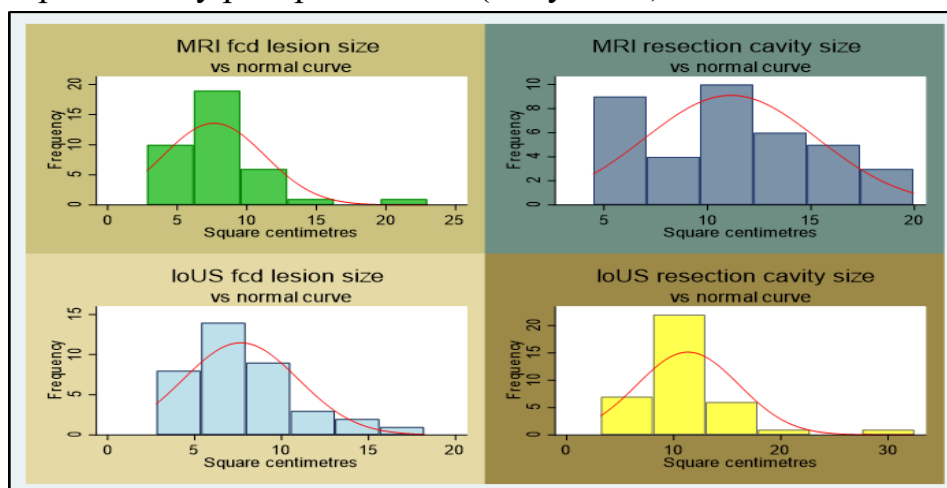 MRI fcd lesion size
vs normal curve
Frequency
0 5 10 15 20
0 5 10 15 20 25
Square centimetres
MRI resection cavity size
vs normal curve
Frequency
0 2 4 6 8 10
5 10 15 20
Square centimetres
IoUS fcd lesion size
vs normal curve
Frequency
0 5 10 15
5 10 15 20
Square centimetres
IoUS resection cavity size
vs normal curve
Frequency
0 5 10 15 20
0 10 20 30
Square centimetres